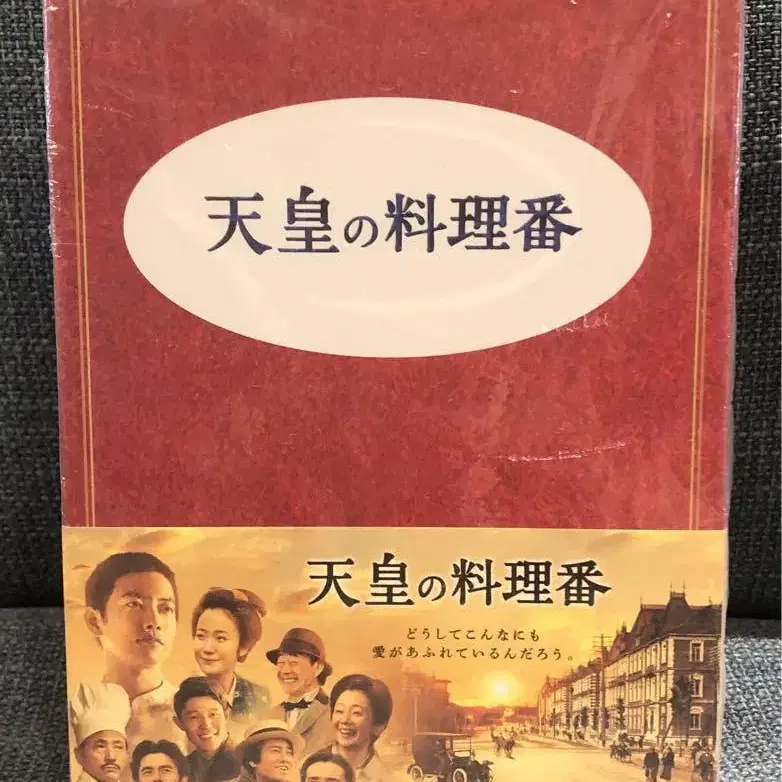 天皇の料理番
天皇の料理番
どうしてこんなにも
愛があふれているんだろう。